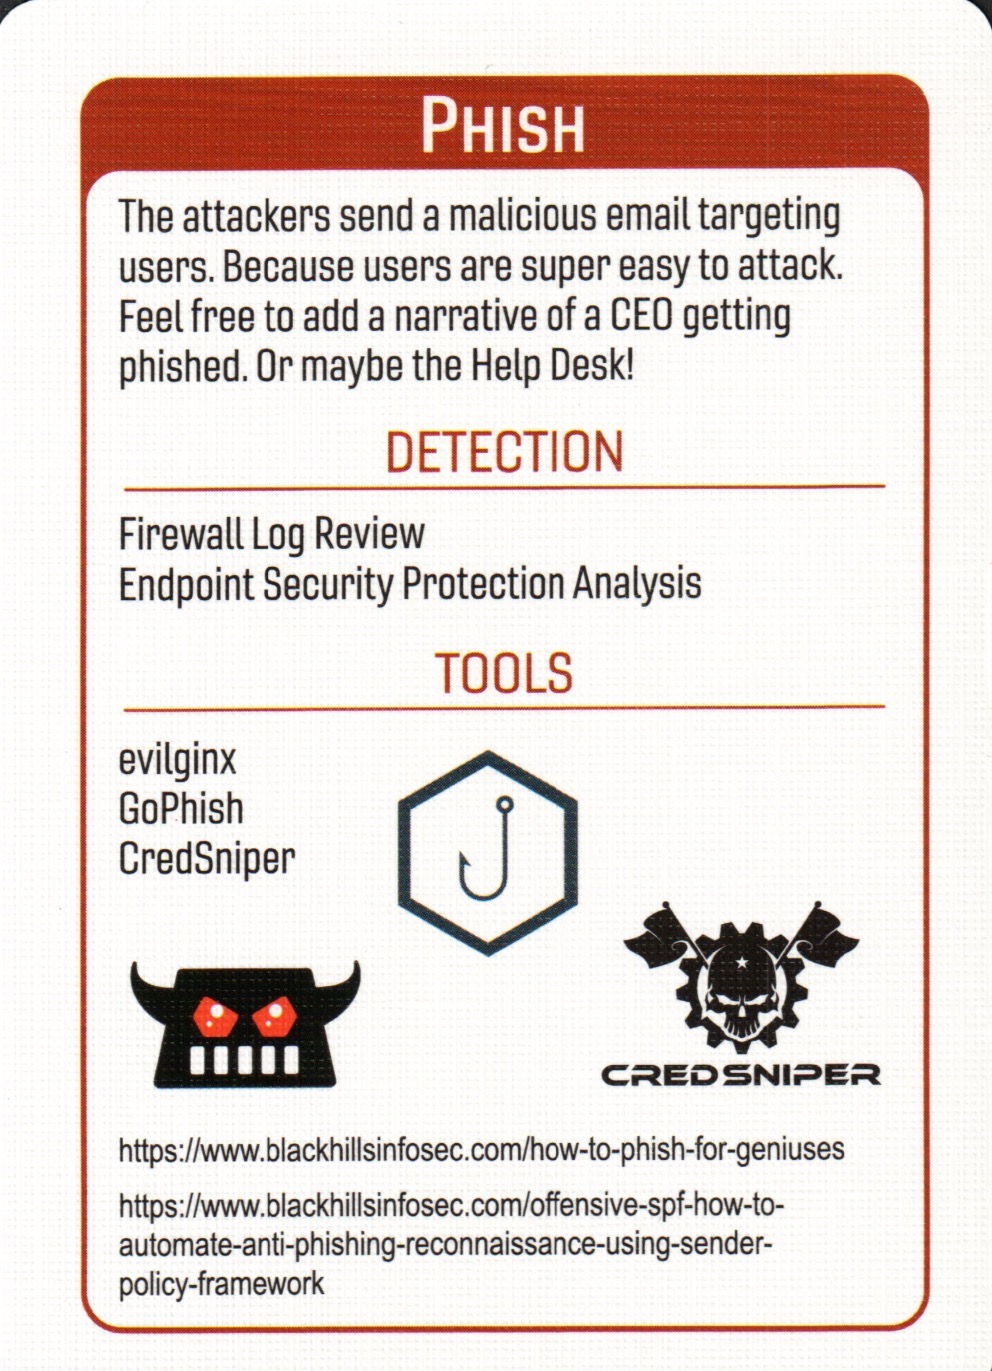 PHISH
The attackers send a malicious email targeting
users. Because users are super easy to attack.
Feel free to add a narrative of a CEO getting
phished. Or maybe the Help Desk!
DETECTION
Firewall Log Review
Endpoint Security Protection Analysis
TOOLS
evilginx
GoPhish
CredSniper
CREDSNIPER
https://www.blackhillsinfosec.com/how-to-phish-for-geniuses
https://www.blackhillsinfosec.com/offensive-spf-how-to-
automate-anti-phishing-reconnaissance-using-sender-
policy-framework